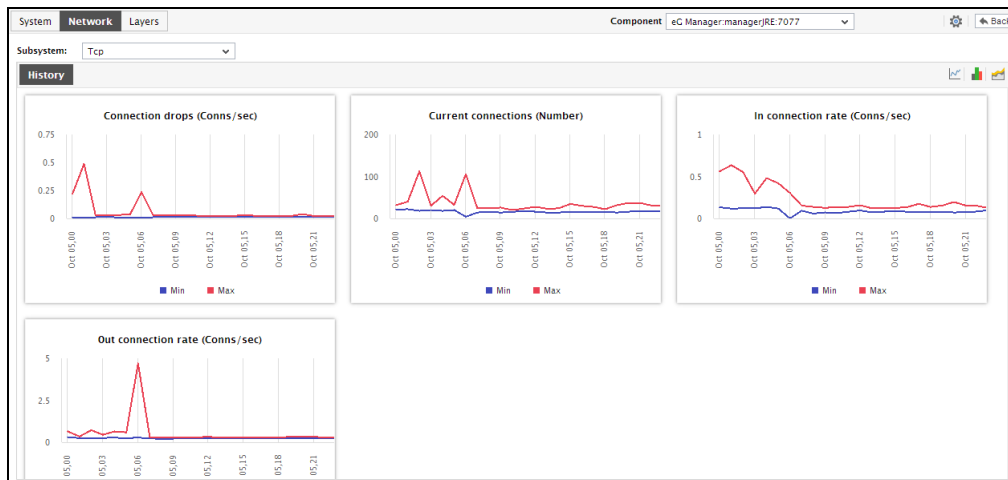 System Network Layers Component eG Manager:managerJRE:7077 Back
Subsystem: Tcp
History
Connection drops (Conns/sec)
0.75
0.5
0.25
0
Oct 05,00 Oct 05,03 Oct 05,06 Oct 05,09 Oct 05,12 Oct 05,15 Oct 05,18 Oct 05,21
Min Max
Current connections (Number)
200
100
0
Oct 05,00 Oct 05,03 Oct 05,06 Oct 05,09 Oct 05,12 Oct 05,15 Oct 05,18 Oct 05,21
Min Max
In connection rate (Conns/sec)
1
0.5
0
Oct 05,00 Oct 05,03 Oct 05,06 Oct 05,09 Oct 05,12 Oct 05,15 Oct 05,18 Oct 05,21
Min Max
Out connection rate (Conns/sec)
5
2.5
0
05,00 05,03 05,06 05,09 05,12 05,15 05,18 05,21